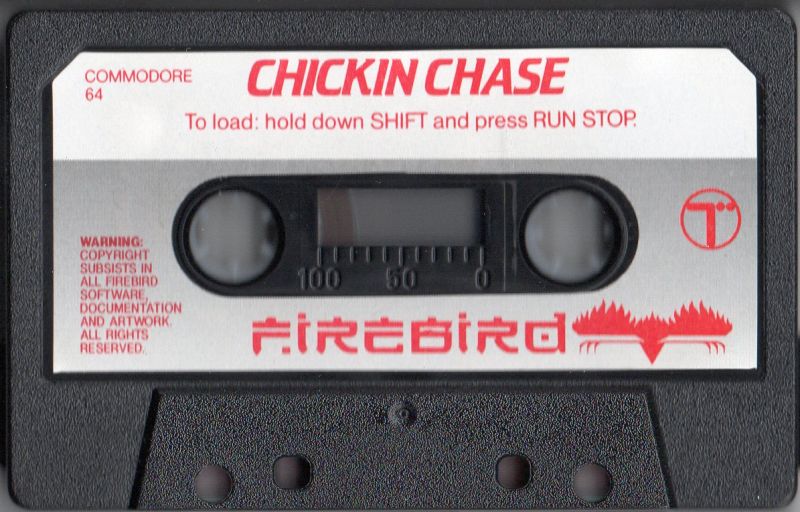 COMMODORE
64
CHICKIN CHASE
To load: hold down SHIFT and press RUN STOP.
WARNING:
COPYRIGHT
SUBSISTS IN
ALL FIREBIRD
SOFTWARE,
DOCUMENTATION
AND ARTWORK.
ALL RIGHTS
RESERVED.
100 50 0
FIREBIRD
T